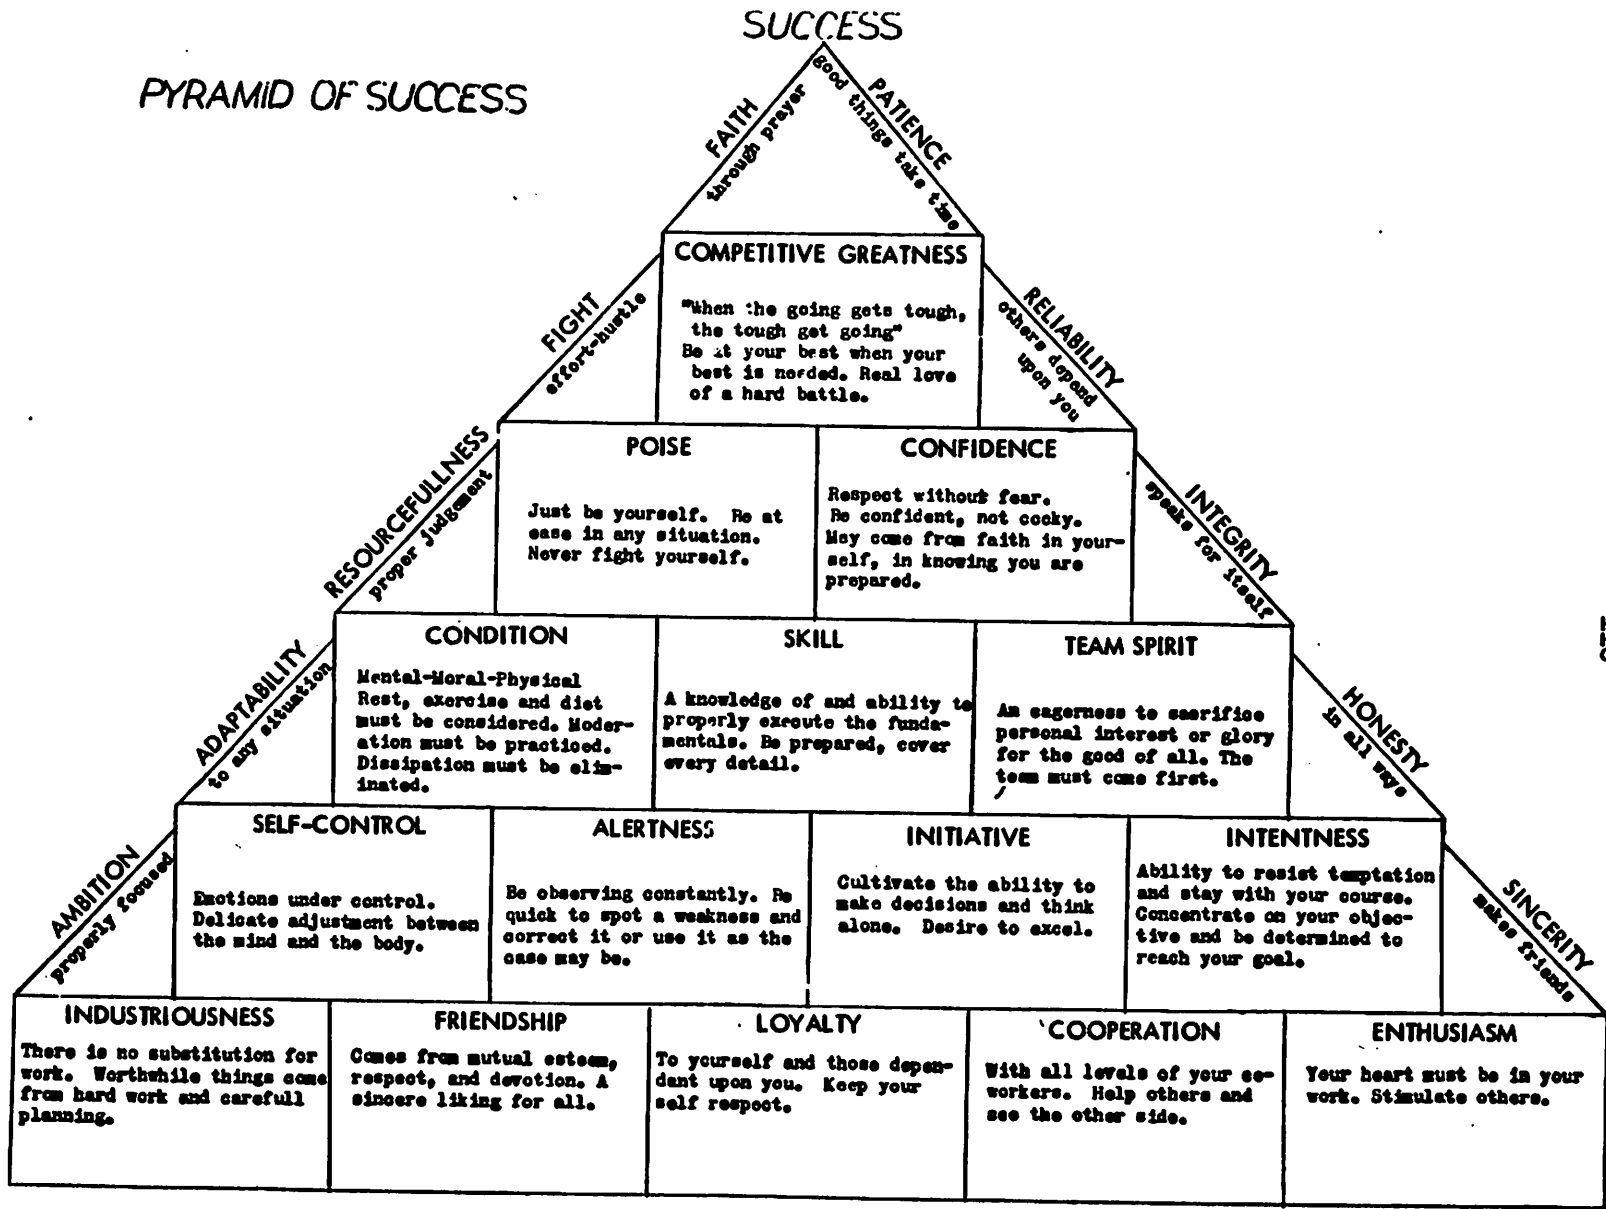 SUCCESS
PYRAMID OF SUCCESS
FAITH
through prayer
PATIENCE
good things take time
COMPETITIVE GREATNESS
"When the going gets tough,
the tough get going"
Be at your best when your
best is needed. Real love
of a hard battle.
FIGHT
effort-hustle
RELIABILITY
others depend
upon you
POISE
Just be yourself. Be at
ease in any situation.
Never fight yourself.
CONFIDENCE
Respect without fear.
Be confident, not cocky.
May come from faith in your-
self, in knowing you are
prepared.
RESOURCEFULLNESS
proper judgement
INTEGRITY
speaks for itself
CONDITION
Mental-Moral-Physical
Rest, exercise and diet
must be considered. Moder-
ation must be practiced.
Dissipation must be elim-
inated.
SKILL
A knowledge of and ability to
properly execute the funda-
mentals. Be prepared, cover
every detail.
TEAM SPIRIT
An eagerness to sacrifice
personal interest or glory
for the good of all. The
team must come first.
ADAPTABILITY
to any situation
HONESTY
in all ways
SELF-CONTROL
Emotions under control.
Delicate adjustment between
the mind and the body.
ALERTNESS
Be observing constantly. Be
quick to spot a weakness and
correct it or use it as the
case may be.
INITIATIVE
Cultivate the ability to
make decisions and think
alone. Desire to excel.
INTENTNESS
Ability to resist temptation
and stay with your course.
Concentrate on your objec-
tive and be determined to
reach your goal.
AMBITION
properly focused
SINCERITY
makes friends
INDUSTRIOUSNESS
There is no substitution for
work. Worthwhile things come
from hard work and carefull
planning.
FRIENDSHIP
Comes from mutual esteem,
respect, and devotion. A
sincere liking for all.
LOYALTY
To yourself and those depen-
dant upon you. Keep your
self respect.
COOPERATION
With all levels of your co-
workers. Help others and
see the other side.
ENTHUSIASM
Your heart must be in your
work. Stimulate others.